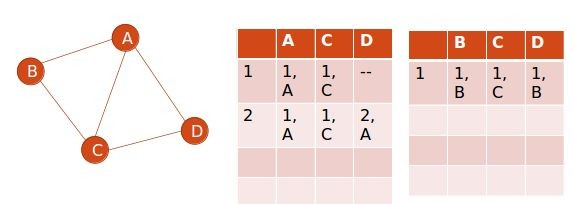 A
B
C
D
A C D
1 1, A 1, C --
2 1, A 1, C 2, A
B C D
1 1, B 1, C 1, B